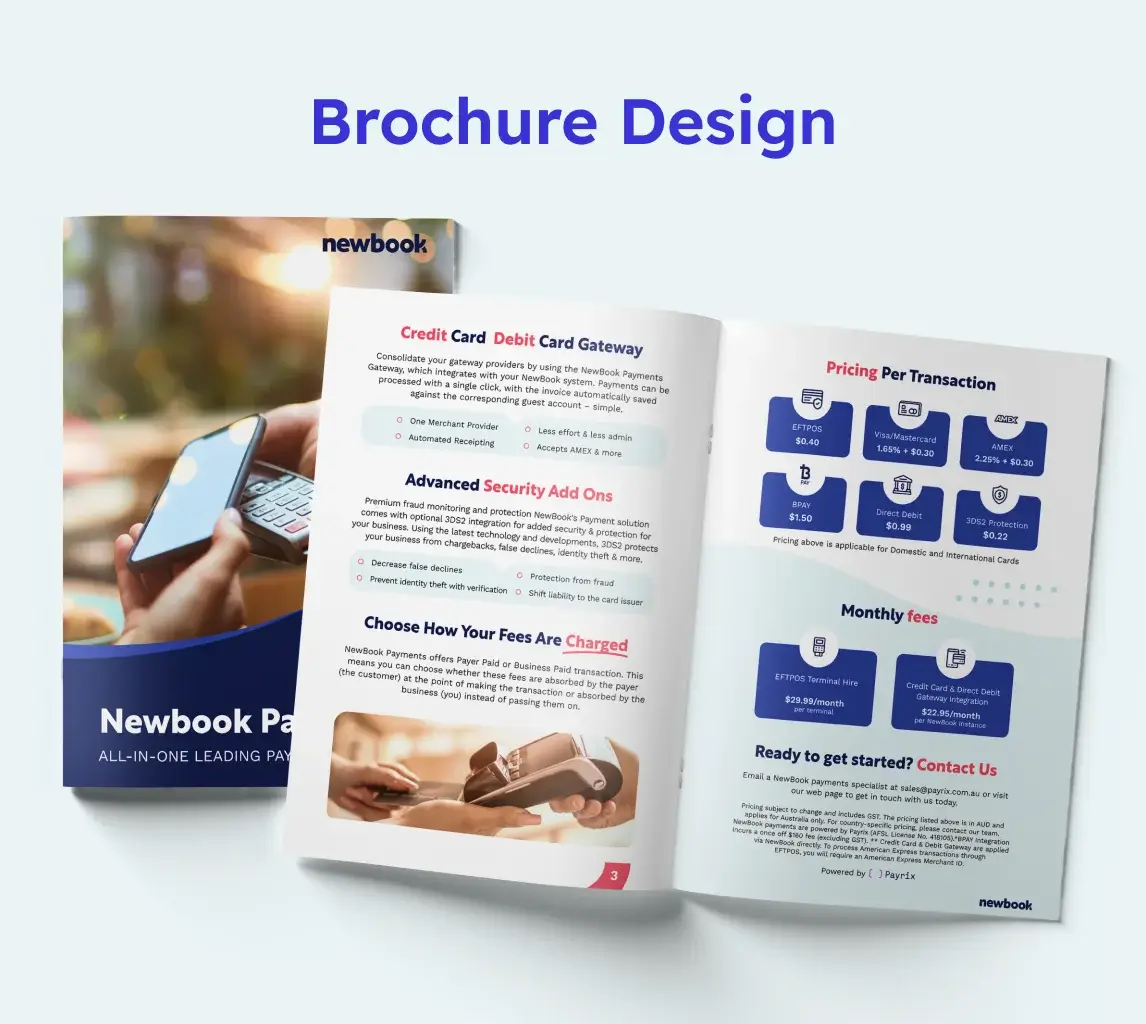 Brochure Design
newbook
Newbook Pa
ALL-IN-ONE LEADING PAY
Credit Card Debit Card Gateway
Consolidate your gateway providers by using the NewBook Payments
Gateway, which integrates with your NewBook system. Payments can be
processed with a single click, with the invoice automatically saved
against the corresponding guest account – simple.
One Merchant Provider
Automated Receipting
Less effort & less admin
Accepts AMEX & more
Advanced Security Add Ons
Premium fraud monitoring and protection NewBook's Payment solution
comes with optional 3DS2 integration for added security & protection for
your business. Using the latest technology and developments, 3DS2 protects
your business from chargebacks, false declines, identity theft & more.
Decrease false declines
Prevent identity theft with verification
Protection from fraud
Shift liability to the card issuer
Choose How Your Fees Are Charged
NewBook Payments offers Payer Paid or Business Paid transaction. This
means you can choose whether these fees are absorbed by the payer
(the customer) at the point of making the transaction or absorbed by the
business (you) instead of passing them on.
3
Pricing Per Transaction
EFTPOS
$0.40
Visa/Mastercard
1.65% + $0.30
AMEX
AMEX
2.25% + $0.30
PAY
BPAY
$1.50
Direct Debit
$0.99
3DS2 Protection
$0.22
Pricing above is applicable for Domestic and International Cards
Monthly fees
EFTPOS Terminal Hire
$29.99/month
per terminal
Credit Card & Direct Debit
Gateway Integration
$22.95/month
per NewBook instance
Ready to get started? Contact Us
Email a NewBook payments specialist at sales@payrix.com.au or visit
our web page to get in touch with us today.
Pricing subject to change and includes GST. The pricing listed above is in AUD and
applies for Australia only. For country-specific pricing, please contact our team.
NewBook payments are powered by Payrix (AFSL License No. 418105).*BPAY integration
incurs a once off $160 fee (excluding GST). ** Credit Card & Debit Gateway are applied
via NewBook directly. To process American Express transactions through
EFTPOS, you will require an American Express Merchant ID.
Powered by [ ] Payrix
newbook